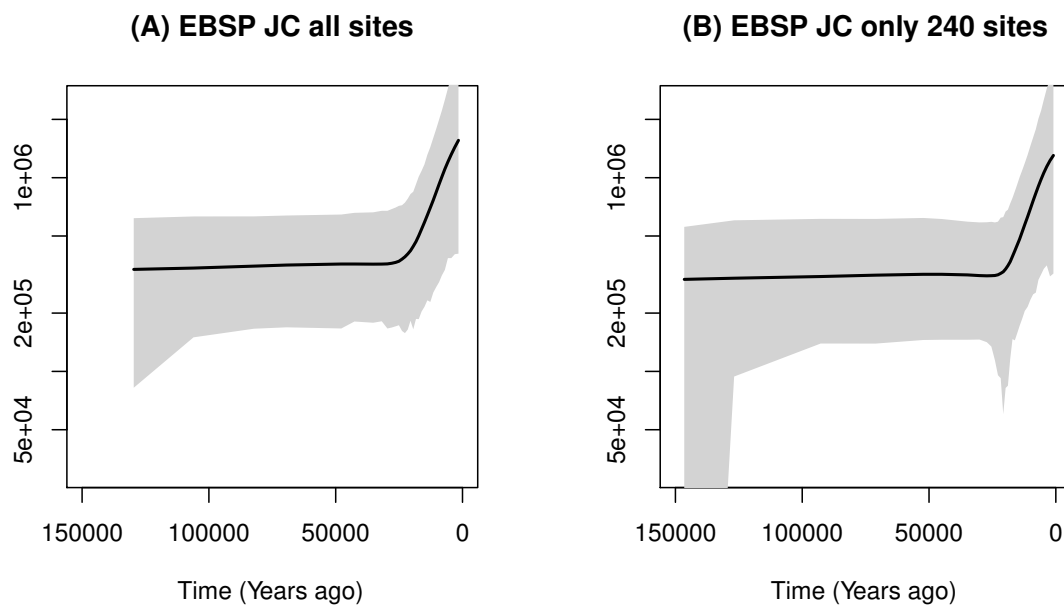 (A) EBSP JC all sites
1e+06
2e+05
5e+04
150000 100000 50000 0
Time (Years ago)
(B) EBSP JC only 240 sites
1e+06
2e+05
5e+04
150000 100000 50000 0
Time (Years ago)